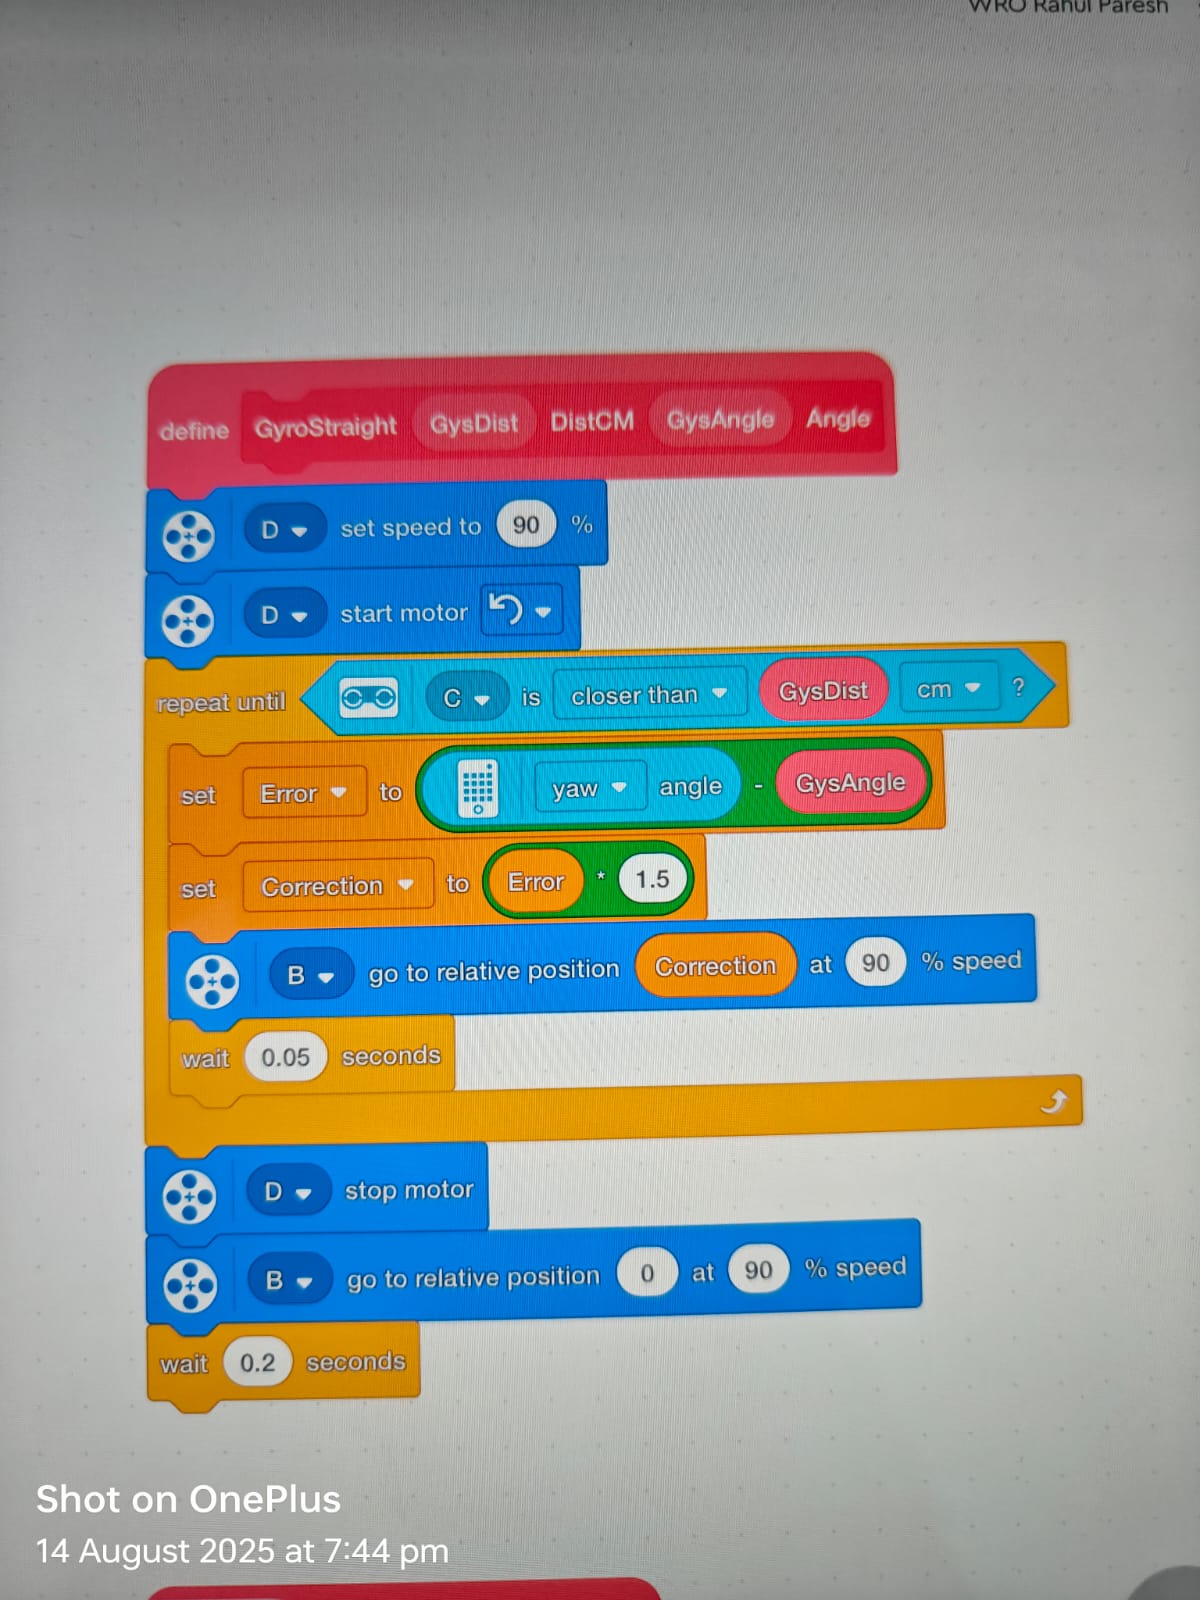 WRO Rahul Paresh
define GyroStraight GysDist DistCM GysAngle Angle
D set speed to 90 %
D start motor
repeat until C is closer than GysDist cm ?
set Error to yaw angle - GysAngle
set Correction to Error * 1.5
B go to relative position Correction at 90 % speed
wait 0.05 seconds
D stop motor
B go to relative position 0 at 90 % speed
wait 0.2 seconds
Shot on OnePlus
14 August 2025 at 7:44 pm